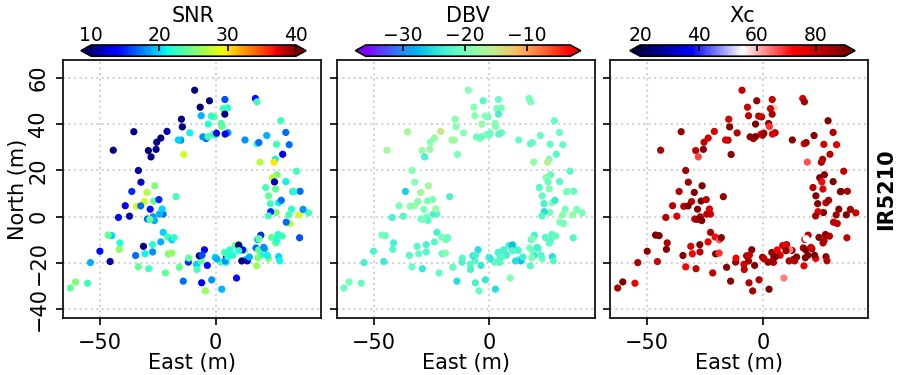 SNR
DBV
Xc
10 20 30 40
−30 −20 −10
20 40 60 80
60
40
20
0
−20
−40
North (m)
IR5210
−50 0
−50 0
−50 0
East (m)
East (m)
East (m)